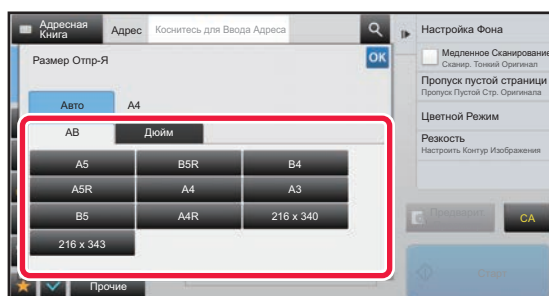 Адресная Книга
Адрес
Коснитесь для Ввода Адреса
Настройка Фона
Размер Отпр-Я
OK
Медленное Сканирование
Сканир. Тонкий Оригинал
Пропуск пустой страници
Пропуск Пустой Стр. Оригинала
Авто
A4
Цветной Режим
AB
Дюйм
Резкость
Настроить Контур Изображения
A5
B5R
B4
A5R
A4
A3
B5
A4R
216 x 340
Предварит.
CA
216 x 343
Старт
Прочие